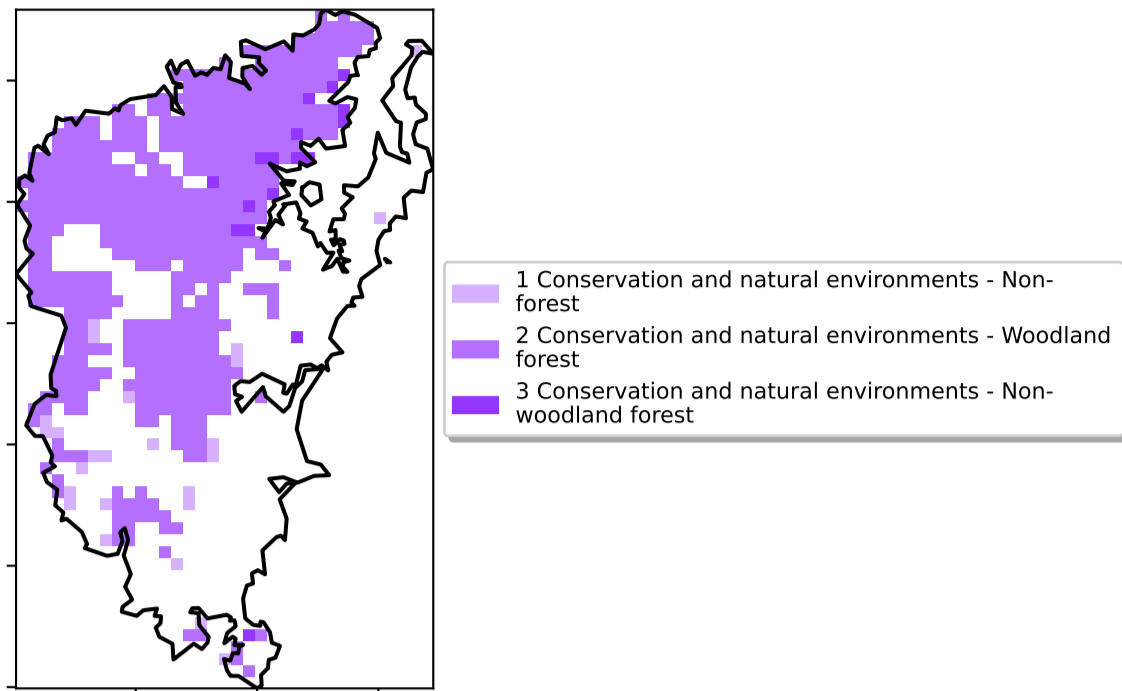 1 Conservation and natural environments - Non-
forest
2 Conservation and natural environments - Woodland
forest
3 Conservation and natural environments - Non-
woodland forest